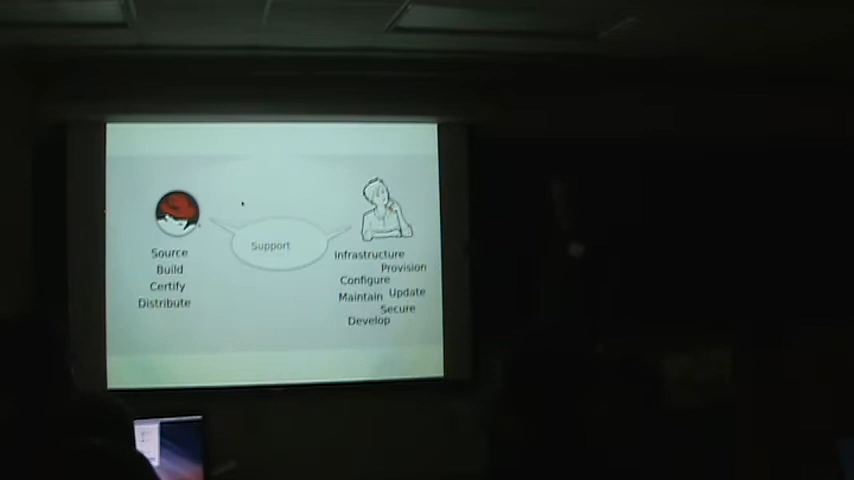 Source
Build
Certify
Distribute
Support
Infrastructure
Provision
Configure
Maintain Update
Secure
Develop